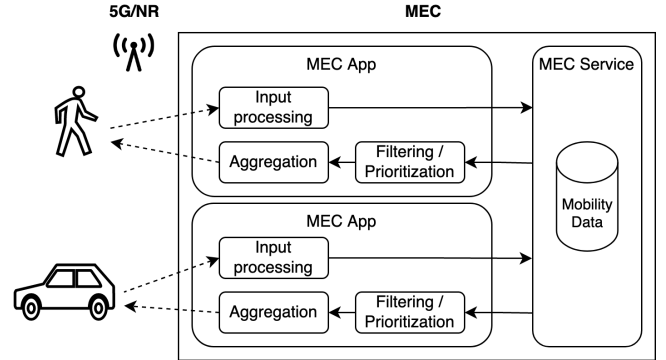 5G/NR
MEC
MEC App
MEC Service
Input
processing
Aggregation
Filtering /
Prioritization
Mobility
Data
MEC App
Input
processing
Aggregation
Filtering /
Prioritization